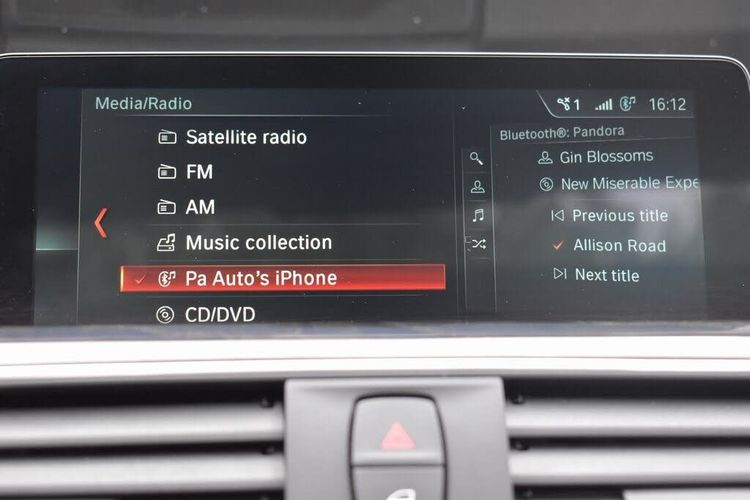 Media/Radio
1
16:12
Satellite radio
FM
AM
Music collection
Pa Auto's iPhone
CD/DVD
Bluetooth®: Pandora
Gin Blossoms
New Miserable Expe
Previous title
Allison Road
Next title